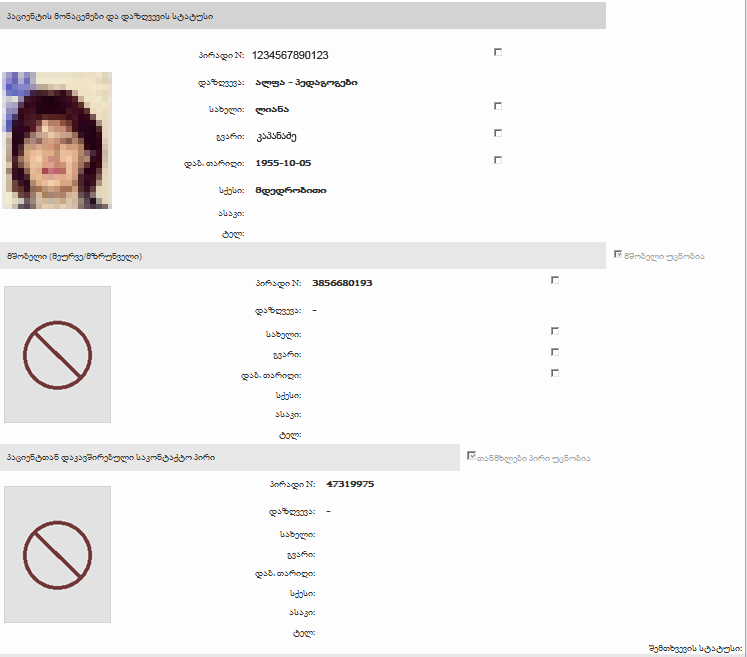 პაციენტის მონაცემები და დაზღვევის სტატუსი
პირადი N: 1234567890123
დაზღვევა: ალფა - პედაგოგები
სახელი: ლიანა
გვარი: კაპანაძე
დაბ. თარიღი: 1955-10-05
სქესი: მდედრობითი
ასაკი:
ტელ:
მშობელი (მეურვე/მზრუნველი)
მშობელი უცნობია
პირადი N: 3856680193
დაზღვევა: -
სახელი:
გვარი:
დაბ. თარიღი:
სქესი:
ასაკი:
ტელ:
პაციენტთან დაკავშირებული საკონტაქტო პირი
თანმხლები პირი უცნობია
პირადი N: 47319975
დაზღვევა: -
სახელი:
გვარი:
დაბ. თარიღი:
სქესი:
ასაკი:
ტელ:
შემთხვევის სტატუსი: